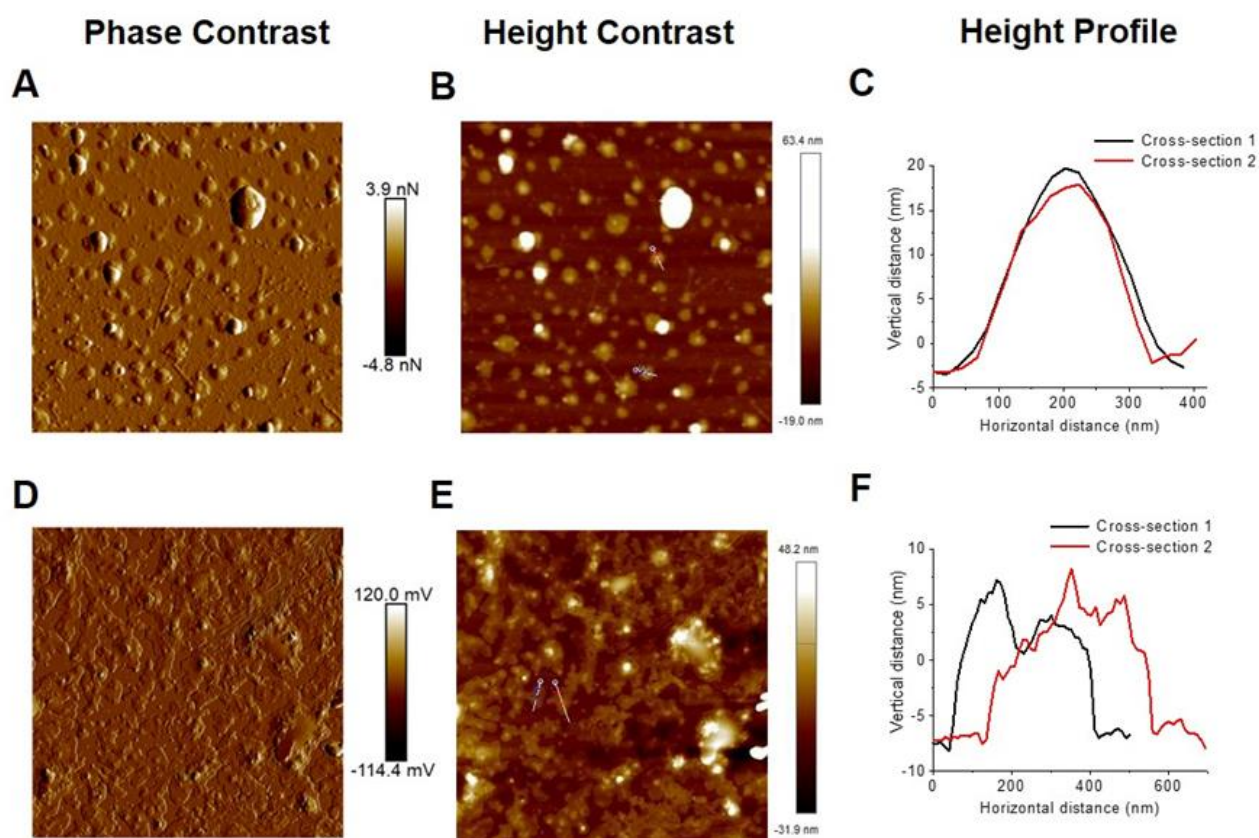 Phase Contrast
Height Contrast
Height Profile
A
B
C
3.9 nN
-4.8 nN
63.4 nm
-19.0 nm
Cross-section 1
Cross-section 2
Vertical distance (nm)
20
15
10
5
0
-5
0 100 200 300 400
Horizontal distance (nm)
D
E
F
120.0 mV
-114.4 mV
48.2 nm
-31.9 nm
Cross-section 1
Cross-section 2
Vertical distance (nm)
10
5
0
-5
-10
0 200 400 600
Horizontal distance (nm)